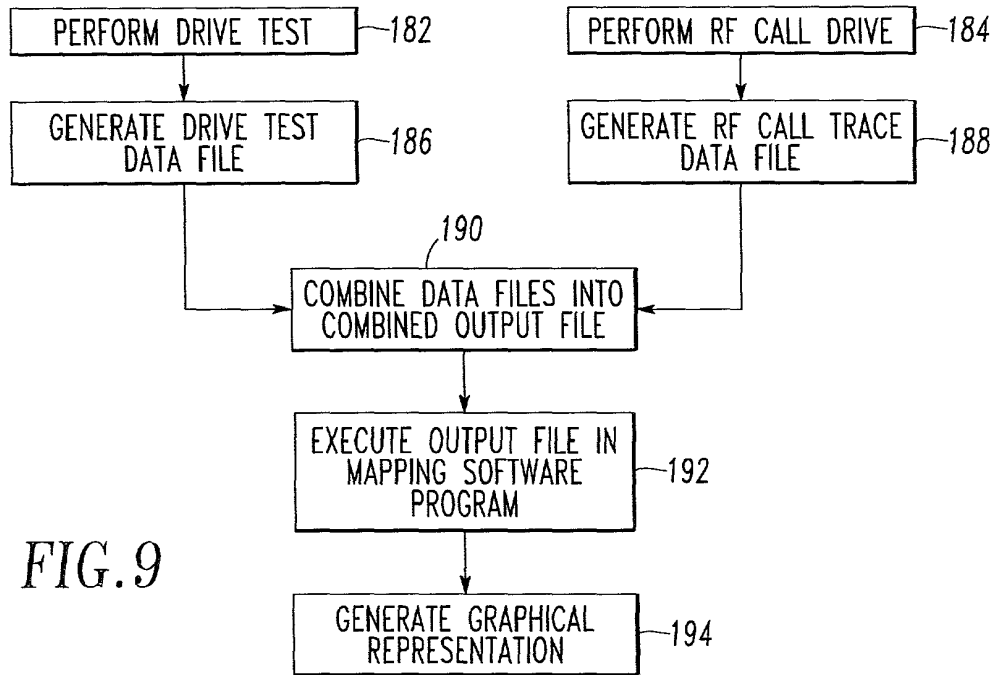 PERFORM DRIVE TEST
182
PERFORM RF CALL DRIVE
184
GENERATE DRIVE TEST
DATA FILE
186
GENERATE RF CALL TRACE
DATA FILE
188
190
COMBINE DATA FILES INTO
COMBINED OUTPUT FILE
EXECUTE OUTPUT FILE IN
MAPPING SOFTWARE
PROGRAM
192
FIG.9
GENERATE GRAPHICAL
REPRESENTATION
194